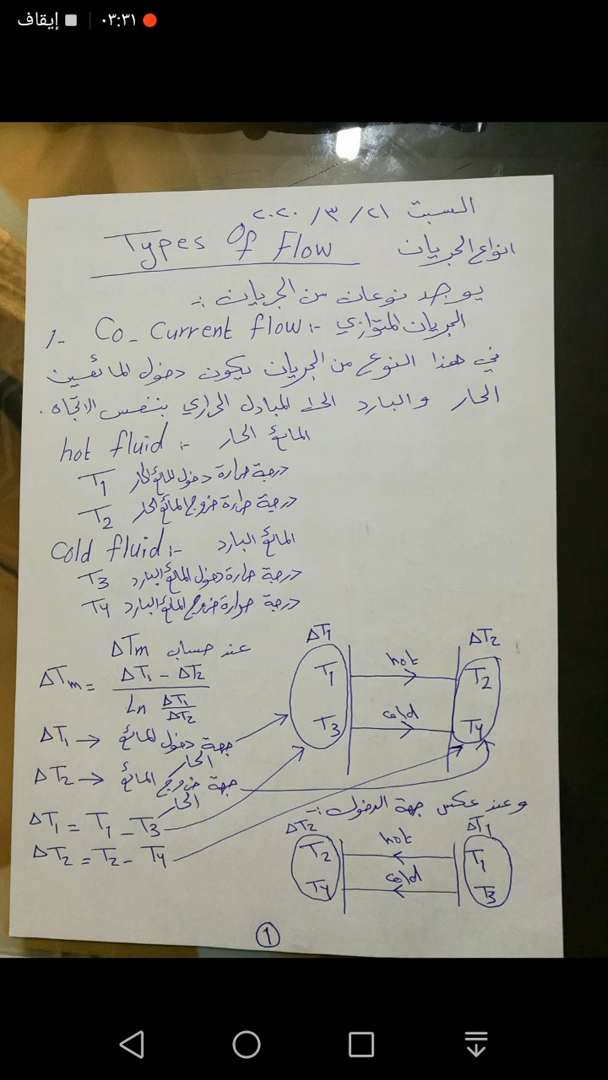 ٠٣:٣١ إيقاف
السبت ٢١ / ٣ / ٢٠٢٠
Types Of Flow انواع الجريان
يوجد نوعان من الجريان :-
1- Co_Current flow :- الجريان المتوازي
في هذا النوع من الجريان يكون دخول المائعين
الحار والبارد الى المبادل الحراري بنفس الاتجاه .
hot fluid :- المائع الحار
T1 درجة حرارة دخول المائع الحار
T2 درجة حرارة خروج المائع الحار
Cold fluid :- المائع البارد
T3 درجة حرارة دخول المائع البارد
T4 درجة حرارة خروج المائع البارد
عند حساب ΔTm
ΔTm = ΔT1 - ΔT2 / Ln ΔT1/ΔT2
ΔT1 → جهة دخول المائع الحار
ΔT2 → جهة خروج المائع الحار
ΔT1 = T1 - T3
ΔT2 = T2 - T4
ΔT1 ΔT2
T1 hot T2
T3 cold T4
وعند عكس جهة الدخول :-
ΔT2 ΔT1
T2 hot T1
T4 cold T3
1